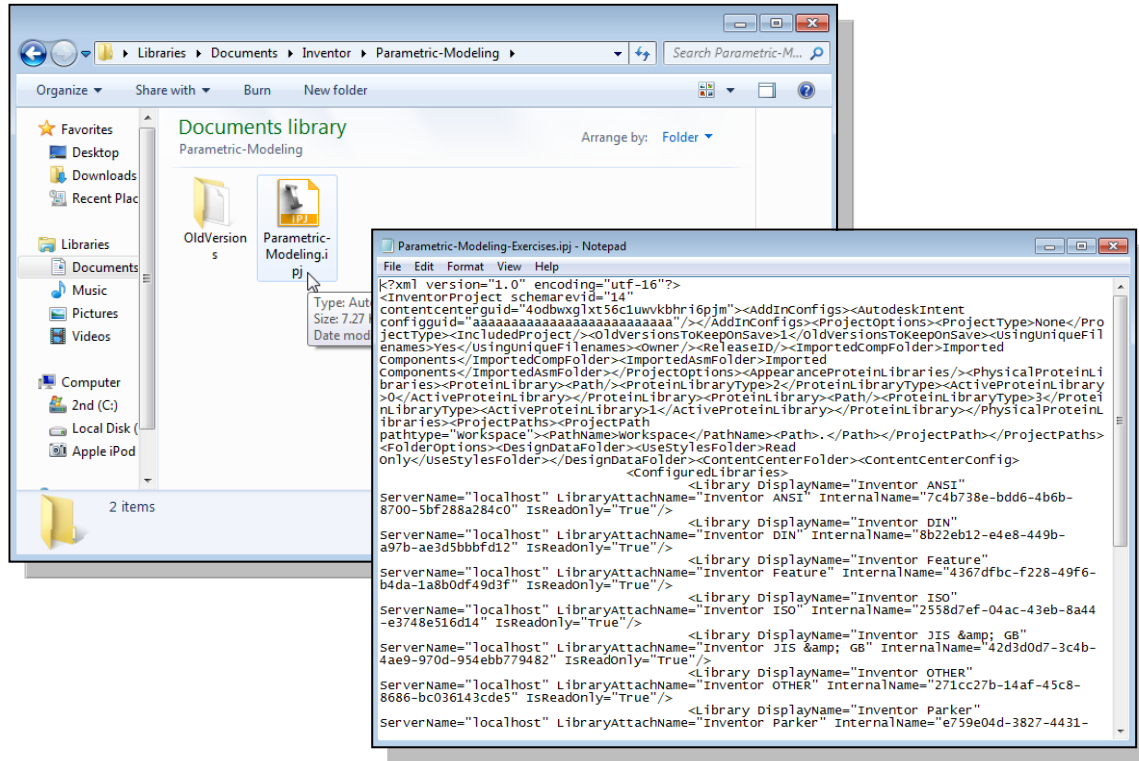 Libraries ▸ Documents ▸ Inventor ▸ Parametric-Modeling ▸
Search Parametric-M...
Organize Share with Burn New folder
Favorites
Desktop
Downloads
Recent Plac
Libraries
Documents
Music
Pictures
Videos
Computer
2nd (C:)
Local Disk (
Apple iPod
Documents library
Parametric-Modeling
Arrange by: Folder
OldVersion
s
IPJ
Parametric-
Modeling.i
pj
Type: Aut
Size: 7.27
Date mod
2 items
Parametric-Modeling-Exercises.ipj - Notepad
File Edit Format View Help
<?xml version="1.0" encoding="utf-16"?>
<InventorProject schemarevid="14"
contentcenterguid="4odbwxglxt56c1uwvkbhri6pjm"><AddInConfigs><AutodeskIntent
configguid="aaaaaaaaaaaaaaaaaaaaaaaaaa"/></AddInConfigs><ProjectOptions><ProjectType>None</Pro
jectType><IncludedProject/><OldVersionsToKeepOnSave>1</OldVersionsToKeepOnSave><UsingUniqueFil
enames>Yes</UsingUniqueFilenames><Owner/><ReleaseID/><ImportedCompFolder>Imported
Components</ImportedCompFolder><ImportedAsmFolder>Imported
Components</ImportedAsmFolder></ProjectOptions><AppearanceProteinLibraries/><PhysicalProteinLi
braries><ProteinLibrary><Path/><ProteinLibraryType>2</ProteinLibraryType><ActiveProteinLibrary
>0</ActiveProteinLibrary></ProteinLibrary><ProteinLibrary><Path/><ProteinLibraryType>3</Protei
nLibraryType><ActiveProteinLibrary>1</ActiveProteinLibrary></ProteinLibrary></PhysicalProteinL
ibraries><ProjectPaths><ProjectPath
pathtype="Workspace"><PathName>Workspace</PathName><Path>.</Path></ProjectPath></ProjectPaths>
<FolderOptions><DesignDataFolder><UseStylesFolder>Read
Only</UseStylesFolder></DesignDataFolder><ContentCenterFolder><ContentCenterConfig>
<ConfiguredLibraries>
<Library DisplayName="Inventor ANSI"
ServerName="localhost" LibraryAttachName="Inventor ANSI" InternalName="7c4b738e-bdd6-4b6b-
8700-5bf288a284c0" IsReadOnly="True"/>
<Library DisplayName="Inventor DIN"
ServerName="localhost" LibraryAttachName="Inventor DIN" InternalName="8b22eb12-e4e8-449b-
a97b-ae3d5bbbfd12" IsReadOnly="True"/>
<Library DisplayName="Inventor Feature"
ServerName="localhost" LibraryAttachName="Inventor Feature" InternalName="4367dfbc-f228-49f6-
b4da-1a8b0df49d3f" IsReadOnly="True"/>
<Library DisplayName="Inventor ISO"
ServerName="localhost" LibraryAttachName="Inventor ISO" InternalName="2558d7ef-04ac-43eb-8a44
-e3748e516d14" IsReadOnly="True"/>
<Library DisplayName="Inventor JIS &amp; GB"
ServerName="localhost" LibraryAttachName="Inventor JIS &amp; GB" InternalName="42d3d0d7-3c4b-
4ae9-970d-954ebb779482" IsReadOnly="True"/>
<Library DisplayName="Inventor OTHER"
ServerName="localhost" LibraryAttachName="Inventor OTHER" InternalName="271cc27b-14af-45c8-
8686-bc036143cde5" IsReadOnly="True"/>
<Library DisplayName="Inventor Parker"
ServerName="localhost" LibraryAttachName="Inventor Parker" InternalName="e759e04d-3827-4431-